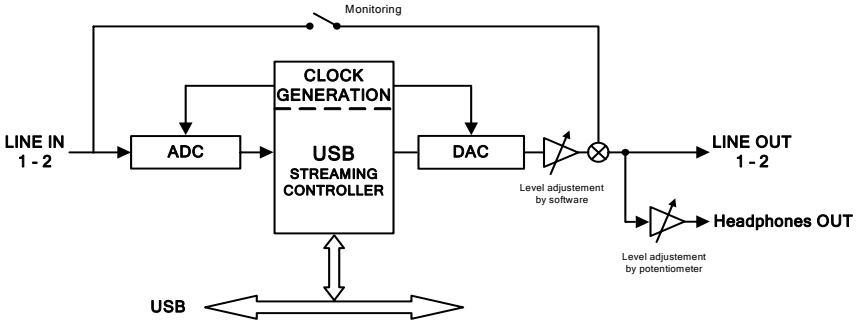 Monitoring
CLOCK
GENERATION
LINE IN
1 - 2
ADC
USB
STREAMING
CONTROLLER
DAC
LINE OUT
1 - 2
Level adjustement
by software
Headphones OUT
Level adjustement
by potentiometer
USB